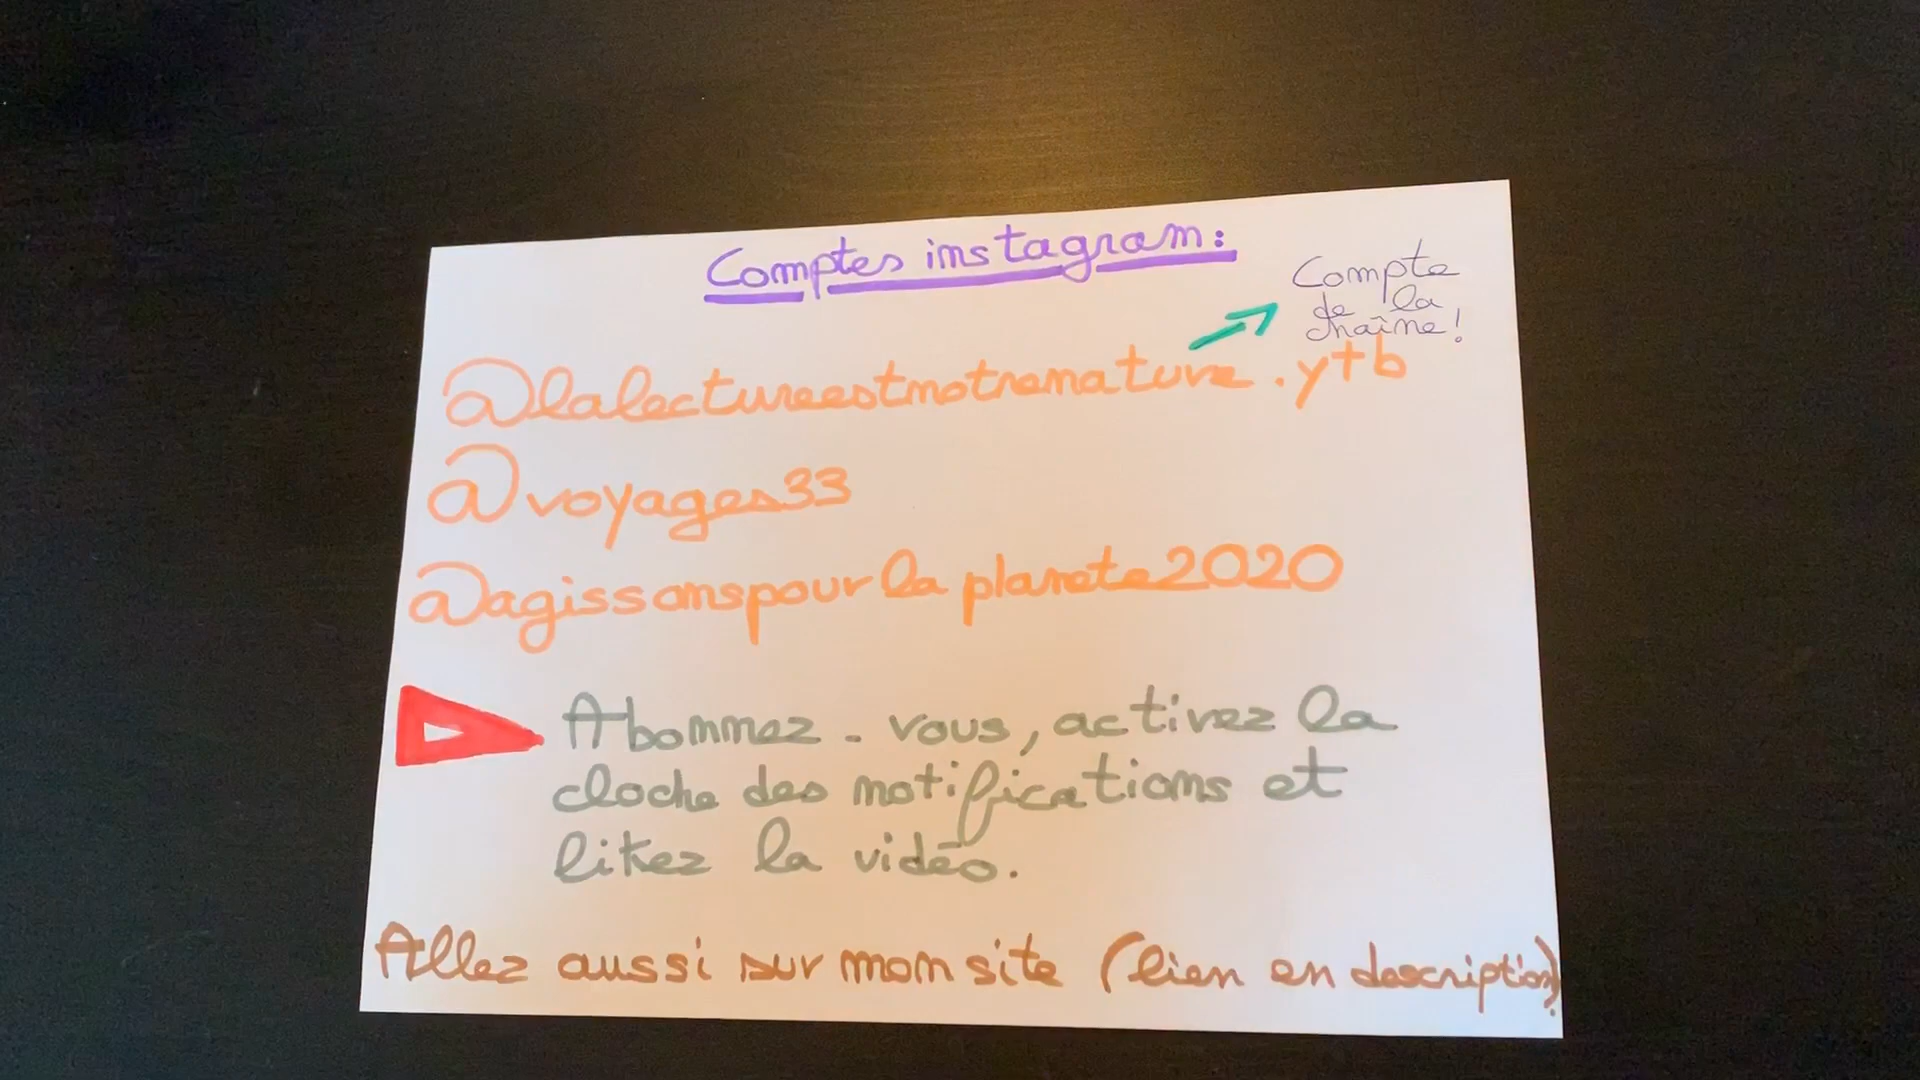 Comptes instagram:
Compte
de la
chaîne!
@lalectureestnotrenature.ytb
@voyages33
@agissonspourlaplanete2020
Abonnez-vous, activez la
cloche des notifications et
likez la vidéo.
Allez aussi sur mon site (lien en description).